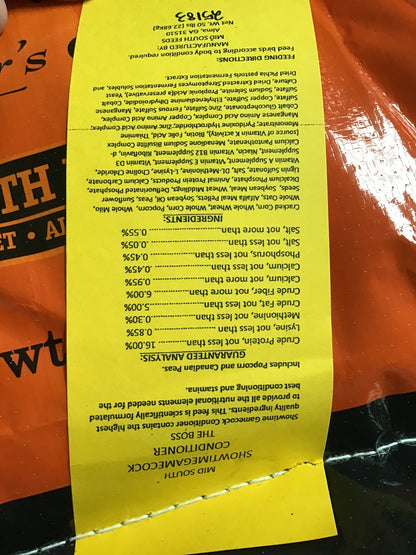 MID SOUTH
SHOWTIMEGAMECOCK
CONDITIONER
THE BOSS
Showtime Gamecock Conditioner contains the highest
quality ingredients. This feed is scientifically formulated
to provide all the nutritional elements needed for the
best conditioning and stamina.
Includes Popcorn and Canadian Peas.
GUARANTEED ANALYSIS:
Crude Protein, not less than 16.00%
Lysine, not less than 0.85%
Methionine, not less than 0.30%
Crude Fat, not less than 5.00%
Crude Fiber, not more than 6.00%
Calcium, not more than 0.95%
Calcium, not less than 0.45%
Phosphorus, not less than 0.45%
Salt, not less than 0.05%
Salt, not more than 0.55%
INGREDIENTS:
Cracked Corn, Whole Wheat, Whole Corn, Popcorn, Whole Milo,
Whole Oats, Alfalfa Meal Pellets, Soybean Oil, Peas, Sunflower
Seeds, Soybean Meal, Wheat Middlings, Defluorinated Phosphate,
Dicalcium Phosphate, Animal Protein Products, Calcium Carbonate,
Lignin Sulfonate, Salt, DL-Methionine, L-lysine, Choline Chloride,
Vitamin A Supplement, Vitamin E Supplement, Vitamin D3
Supplement, Niacin, Vitamin B12 Supplement, Riboflavin, d-
Calcium Pantothenate, Menadione Sodium Bisulfite Complex
(source of vitamin K activity), Biotin, Folic Acid, Thiamine
Mononitrate, Pyridoxine Hydrochloride, Zinc Amino Acid Complex,
Manganese Amino Acid Complex, Copper Amino Acid Complex,
Cobalt Glucoheptonate, Zinc Sulfate, Ferrous Sulfate, Manganese
Sulfate, Copper Sulfate, Ethylenediamine Dihydroiodide, Cobalt
Sulfate, Sodium Selenite, Propionic Acid(a preservative), Yeast
Culture, Dried Extracted Streptomyces Fermentation Solubles, and
Dried Pichia pastoris Fermentation Extract.
FEEDING DIRECTIONS:
Feed birds to body condition required.
MANUFACTURED BY:
MID SOUTH FEEDS
Alma, GA 31510
Net Wt. 50 lbs (22.68Kg)
25183
r's
TH
ET • A
owt